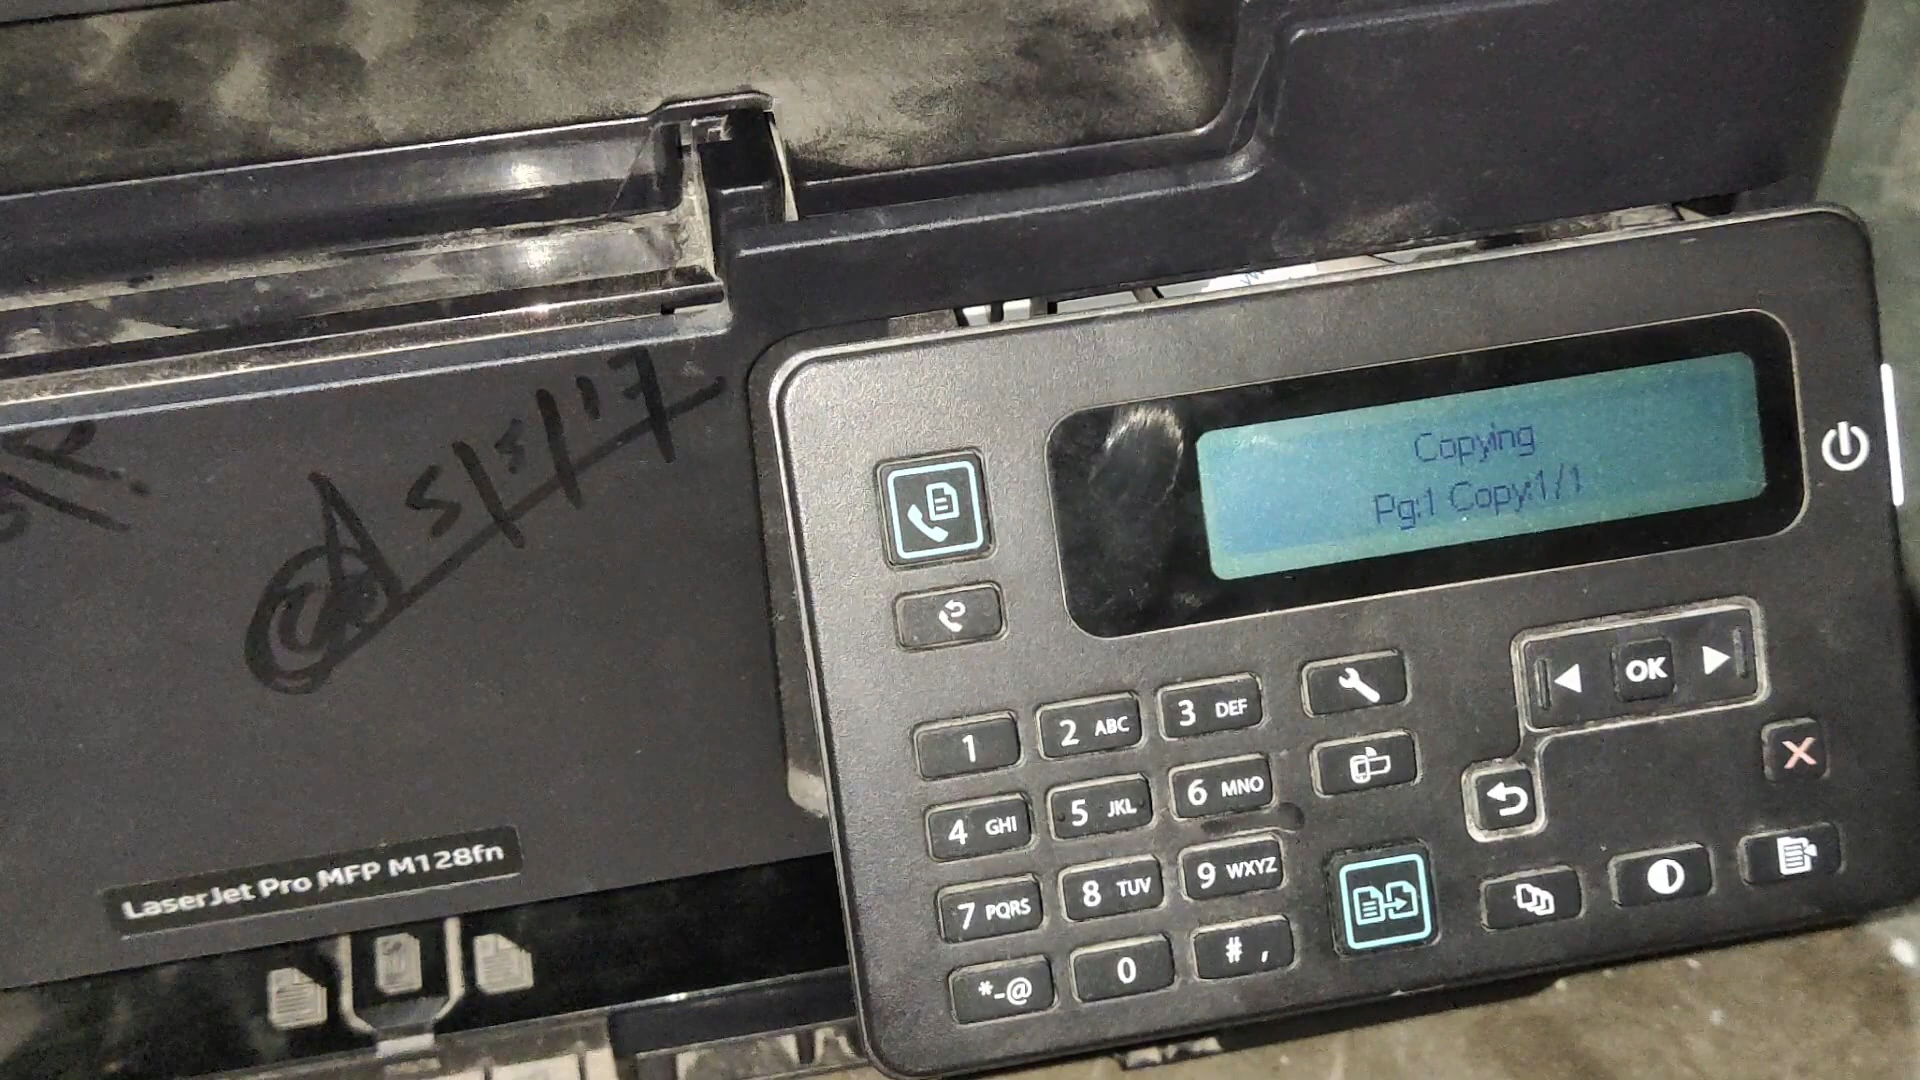 Copying
Pg:1 Copy:1/1
1
2 ABC
3 DEF
4 GHI
5 JKL
6 MNO
7 PQRS
8 TUV
9 WXYZ
*-@
0
# ,
OK
LaserJet Pro MFP M128fn